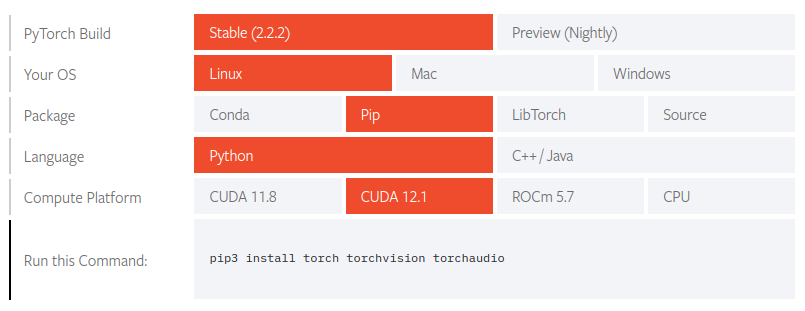 PyTorch Build Stable (2.2.2) Preview (Nightly)
Your OS Linux Mac Windows
Package Conda Pip LibTorch Source
Language Python C++ / Java
Compute Platform CUDA 11.8 CUDA 12.1 ROCm 5.7 CPU
Run this Command: pip3 install torch torchvision torchaudio